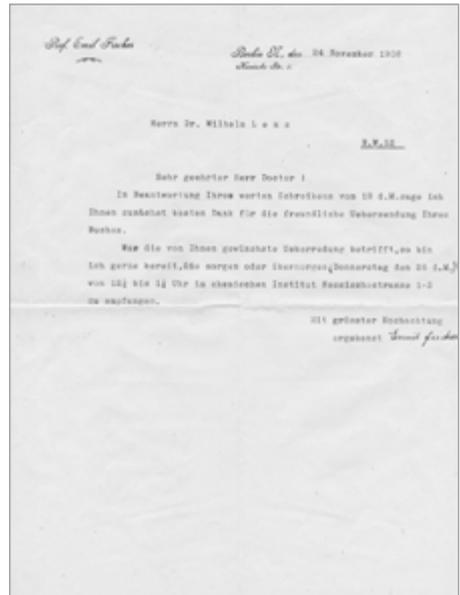 Prof. Emil Fischer
Berlin N., den 24 November 1908
Hessische Str.
Herrn Dr. Wilhelm L e n z
N.W.52
Sehr geehrter Herr Doctor !
In Beantwortung Ihres werten Schreibens vom 19 d.M.sage ich
Ihnen zunächst besten Dank für die freundliche Uebersendung Ihres
Buches.
Was die von Ihnen gewünschte Unterredung betrifft,so bin
ich gerne bereit,Sie morgen oder übermorgen(Donnerstag den 26 d.M.)
von 12½ bis 1½ Uhr im chemischen Institut Hessischestrasse 1-3
zu empfangen.
Mit grösster Hochachtung
ergebenst Emil Fischer